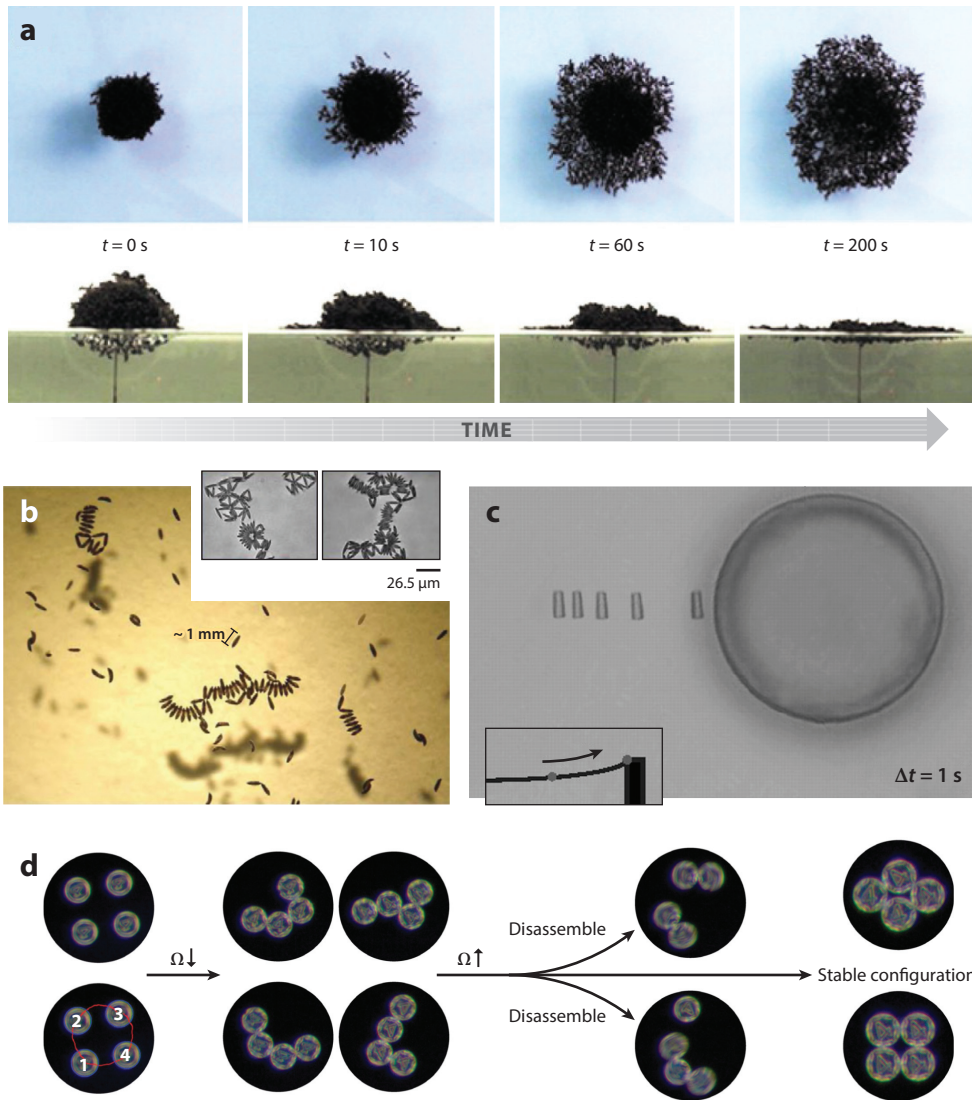 a
t = 0 s
t = 10 s
t = 60 s
t = 200 s
TIME
b
26.5 μm
~ 1 mm
c
Δt = 1 s
d
Ω↓
2
3
1
4
Ω↑
Disassemble
Stable configuration
Disassemble